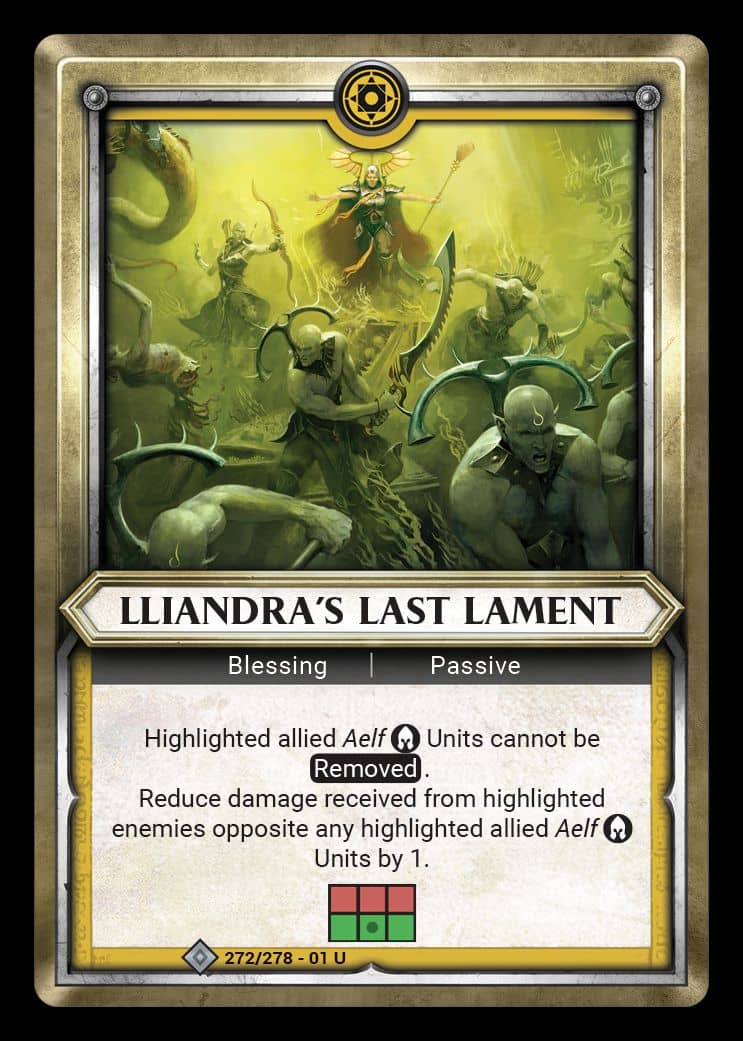 LLIANDRA'S LAST LAMENT
Blessing | Passive
Highlighted allied Aelf Units cannot be
Removed.
Reduce damage received from highlighted
enemies opposite any highlighted allied Aelf
Units by 1.
272/278 - 01 U